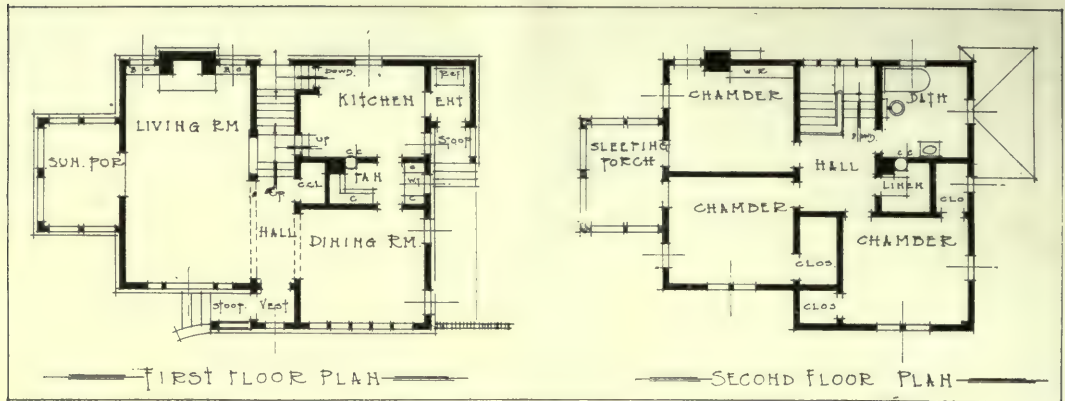 B C
B C
DOWN
REF
KITCHEN
ENT
LIVING RM
STOOP
UP
SUN. POR.
C.C.
PAN
W.T.
C
CCL
UP
C
HALL
DINING RM.
STOOP.
VEST
FIRST FLOOR PLAN
W R
CHAMBER
BATH
SLEEPING
PORCH
HALL
C.C
LINEN
CLO
CHAMBER
CHAMBER
CLOS
CLOS
SECOND FLOOR PLAN